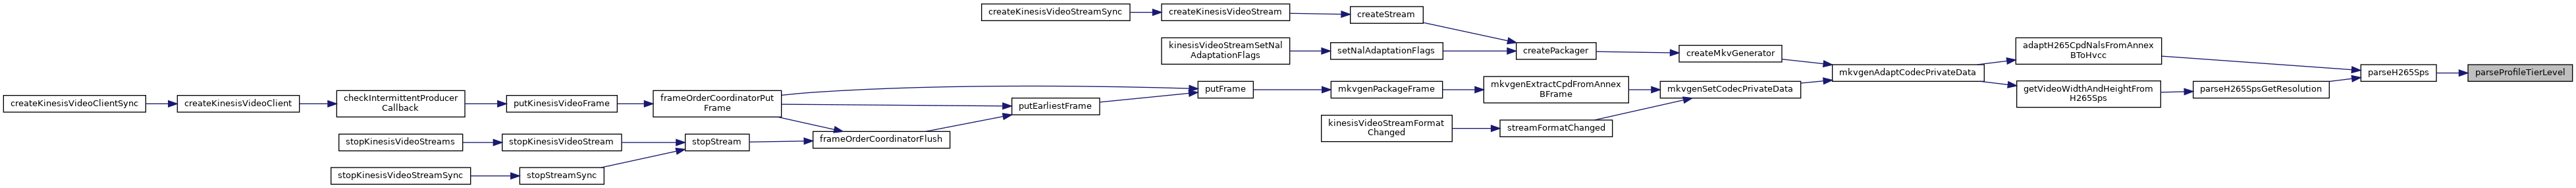 createKinesisVideoStreamSync
createKinesisVideoStream
createStream
kinesisVideoStreamSetNal
AdaptationFlags
setNalAdaptationFlags
createPackager
createMkvGenerator
adaptH265CpdNalsFromAnnex
BToHvcc
mkvgenAdaptCodecPrivateData
parseH265Sps
parseProfileTierLevel
createKinesisVideoClientSync
createKinesisVideoClient
checkIntermittentProducer
Callback
putKinesisVideoFrame
frameOrderCoordinatorPut
Frame
putEarliestFrame
putFrame
mkvgenPackageFrame
mkvgenExtractCpdFromAnnex
BFrame
mkvgenSetCodecPrivateData
getVideoWidthAndHeightFrom
H265Sps
parseH265SpsGetResolution
kinesisVideoStreamFormat
Changed
streamFormatChanged
stopKinesisVideoStreams
stopKinesisVideoStream
stopStream
frameOrderCoordinatorFlush
stopKinesisVideoStreamSync
stopStreamSync